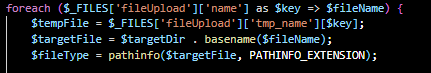 foreach ($_FILES['fileUpload']['name'] as $key => $fileName) {
$tempFile = $_FILES['fileUpload']['tmp_name'][$key];
$targetFile = $targetDir . basename($fileName);
$fileType = pathinfo($targetFile, PATHINFO_EXTENSION);